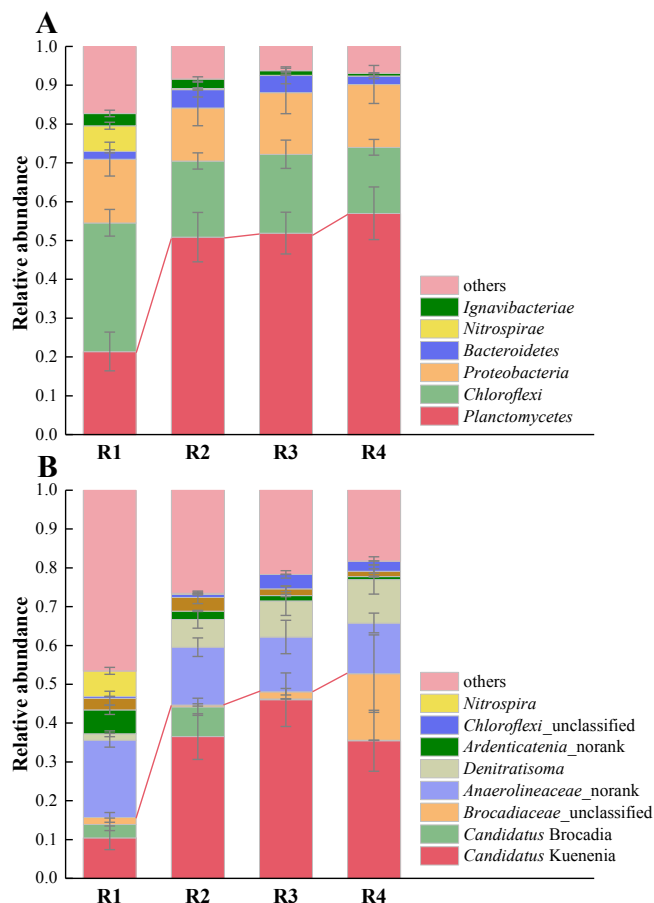 A
1.0
0.9
0.8
0.7
0.6
0.5
0.4
0.3
0.2
0.1
0.0
Relative abundance
others
Ignavibacteriae
Nitrospirae
Bacteroidetes
Proteobacteria
Chloroflexi
Planctomycetes
R1 R2 R3 R4
B
1.0
0.9
0.8
0.7
0.6
0.5
0.4
0.3
0.2
0.1
0.0
Relative abundance
others
Nitrospira
Chloroflexi_unclassified
Ardenticatenia_norank
Denitratisoma
Anaerolineaceae_norank
Brocadiaceae_unclassified
Candidatus Brocadia
Candidatus Kuenenia
R1 R2 R3 R4